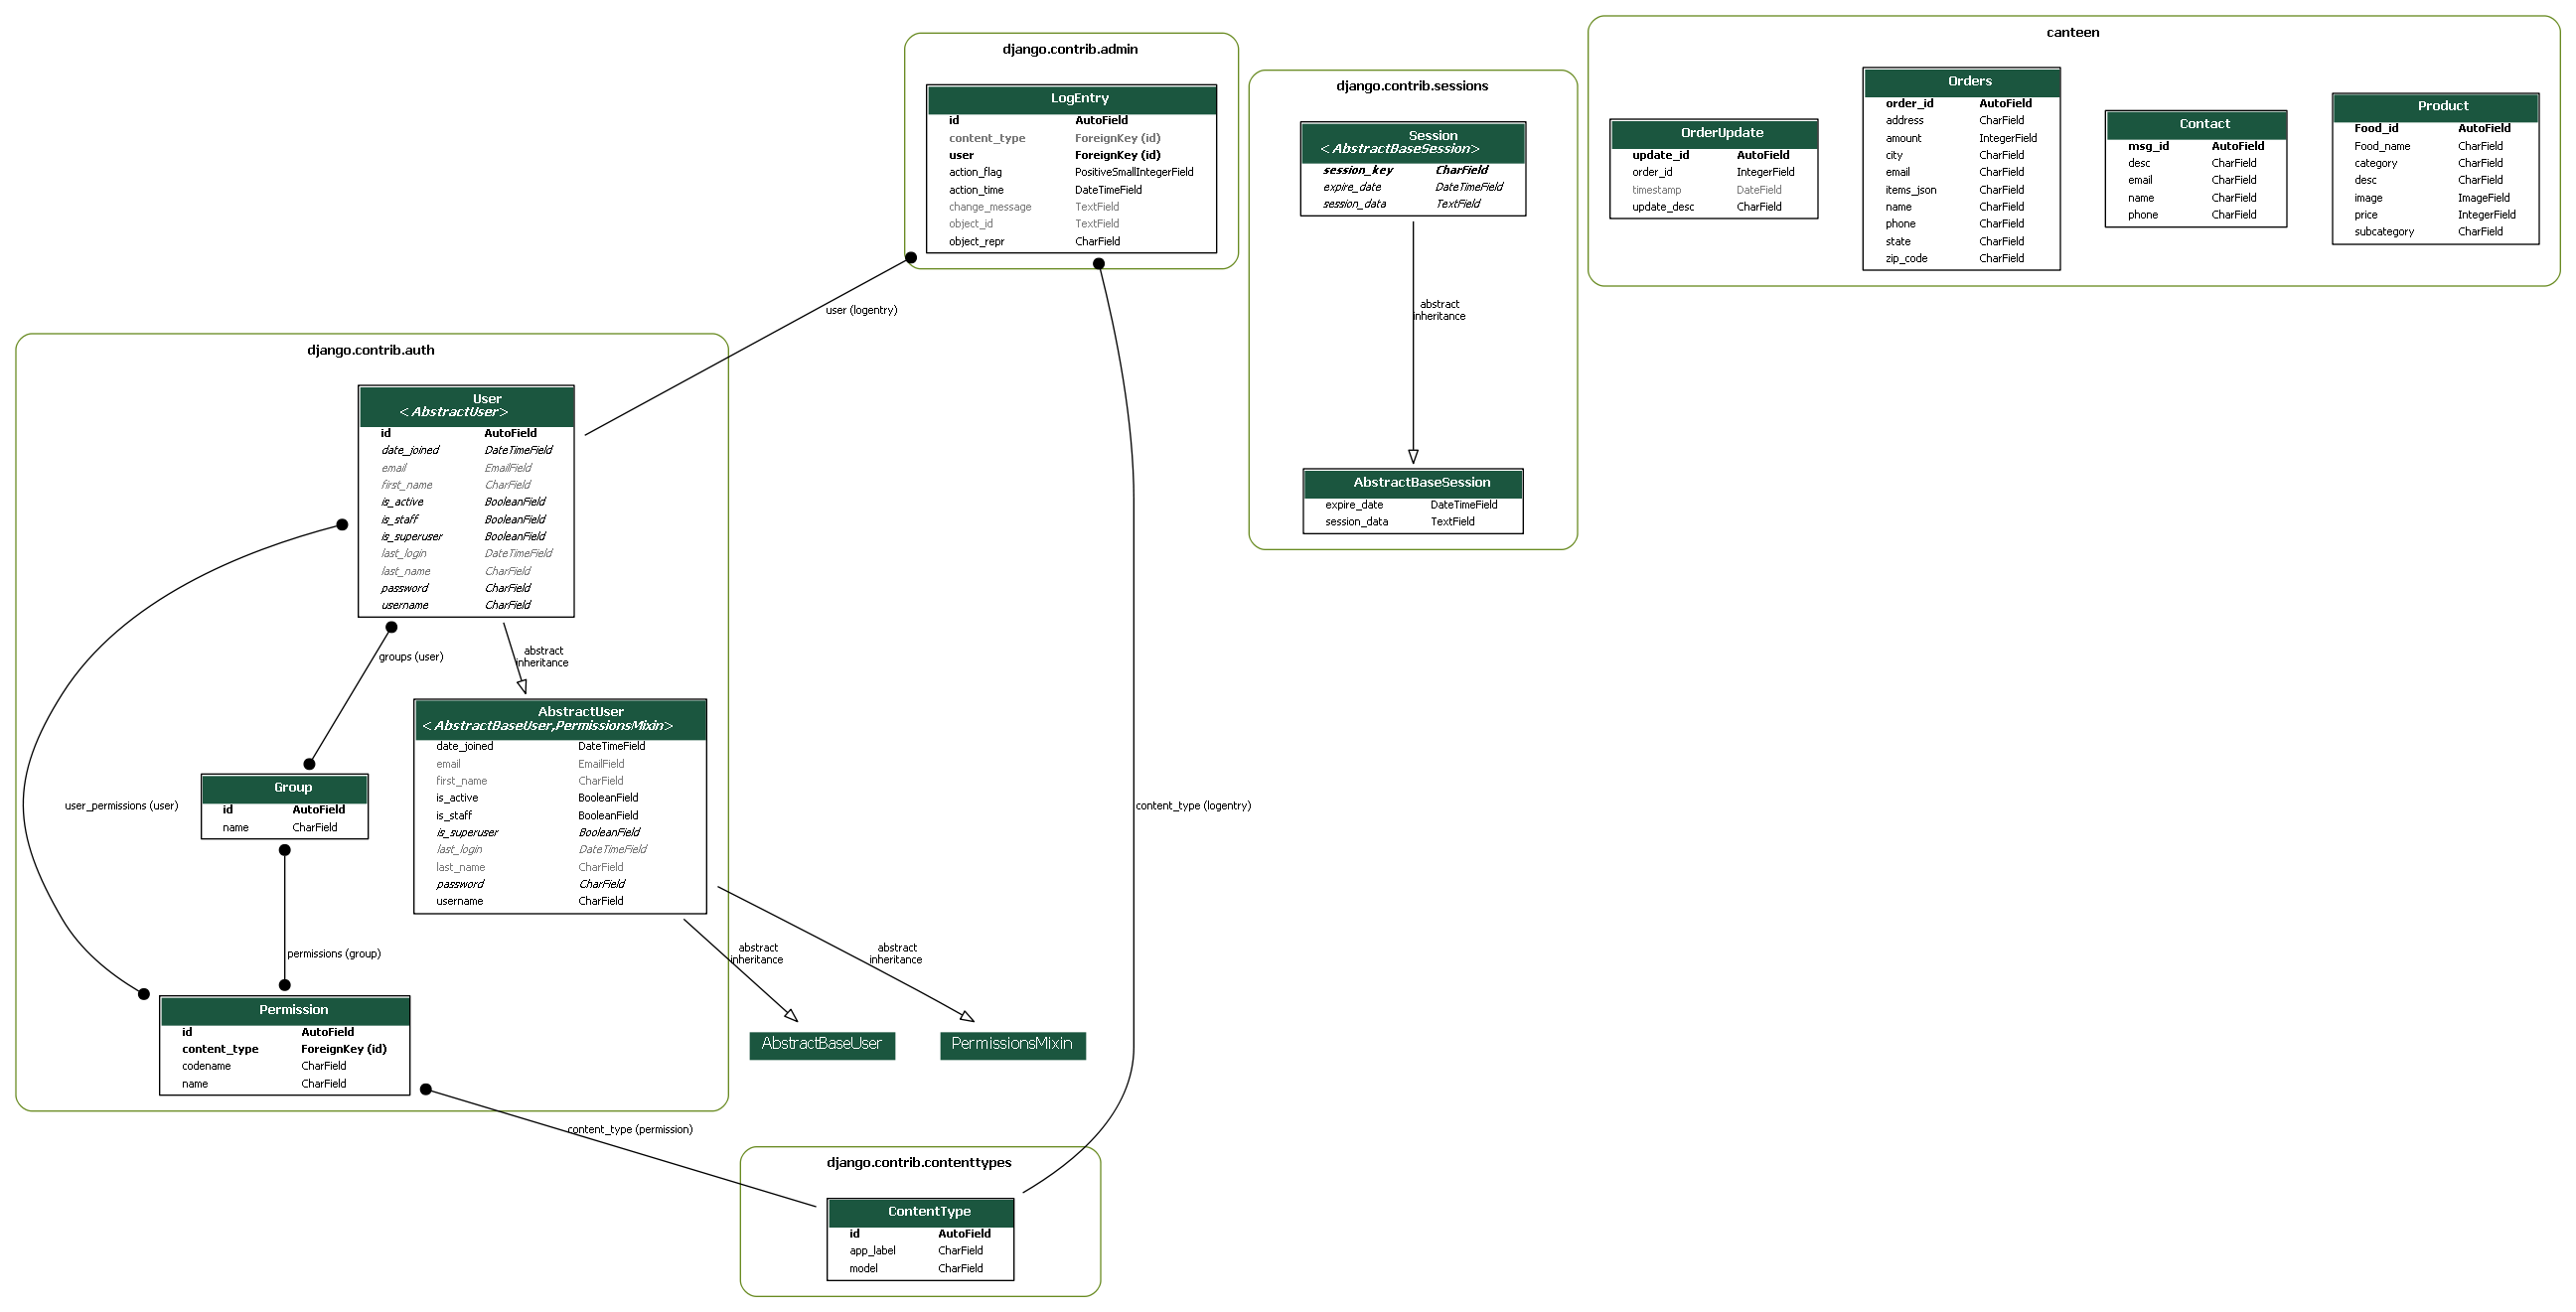 django.contrib.admin
LogEntry
id AutoField
content_type ForeignKey (id)
user ForeignKey (id)
action_flag PositiveSmallIntegerField
action_time DateTimeField
change_message TextField
object_id TextField
object_repr CharField
django.contrib.sessions
Session
<AbstractBaseSession>
session_key CharField
expire_date DateTimeField
session_data TextField
abstract
inheritance
AbstractBaseSession
expire_date DateTimeField
session_data TextField
canteen
OrderUpdate
update_id AutoField
order_id IntegerField
timestamp DateField
update_desc CharField
Orders
order_id AutoField
address CharField
amount IntegerField
city CharField
email CharField
items_json CharField
name CharField
phone CharField
state CharField
zip_code CharField
Contact
msg_id AutoField
desc CharField
email CharField
name CharField
phone CharField
Product
Food_id AutoField
Food_name CharField
category CharField
desc CharField
image ImageField
price IntegerField
subcategory CharField
user (logentry)
django.contrib.auth
User
<AbstractUser>
id AutoField
date_joined DateTimeField
email EmailField
first_name CharField
is_active BooleanField
is_staff BooleanField
is_superuser BooleanField
last_login DateTimeField
last_name CharField
password CharField
username CharField
groups (user)
abstract
inheritance
AbstractUser
<AbstractBaseUser,PermissionsMixin>
date_joined DateTimeField
email EmailField
first_name CharField
is_active BooleanField
is_staff BooleanField
is_superuser BooleanField
last_login DateTimeField
last_name CharField
password CharField
username CharField
user_permissions (user)
Group
id AutoField
name CharField
content_type (logentry)
permissions (group)
abstract
inheritance
abstract
inheritance
Permission
id AutoField
content_type ForeignKey (id)
codename CharField
name CharField
AbstractBaseUser
PermissionsMixin
content_type (permission)
django.contrib.contenttypes
ContentType
id AutoField
app_label CharField
model CharField